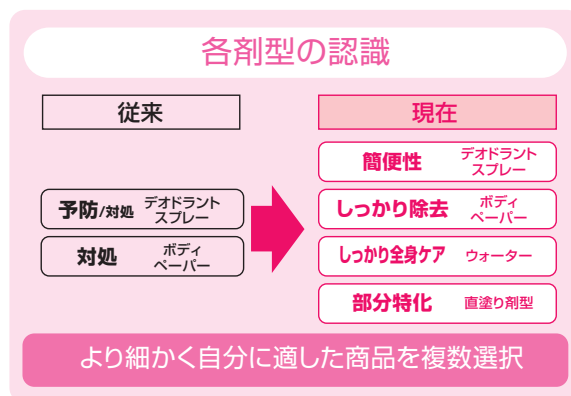 各剤型の認識
従来
予防/対処 デオドラント
スプレー
対処 ボディ
ペーパー
現在
簡便性 デオドラント
スプレー
しっかり除去 ボディ
ペーパー
しっかり全身ケア ウォーター
部分特化 直塗り剤型
より細かく自分に適した商品を複数選択